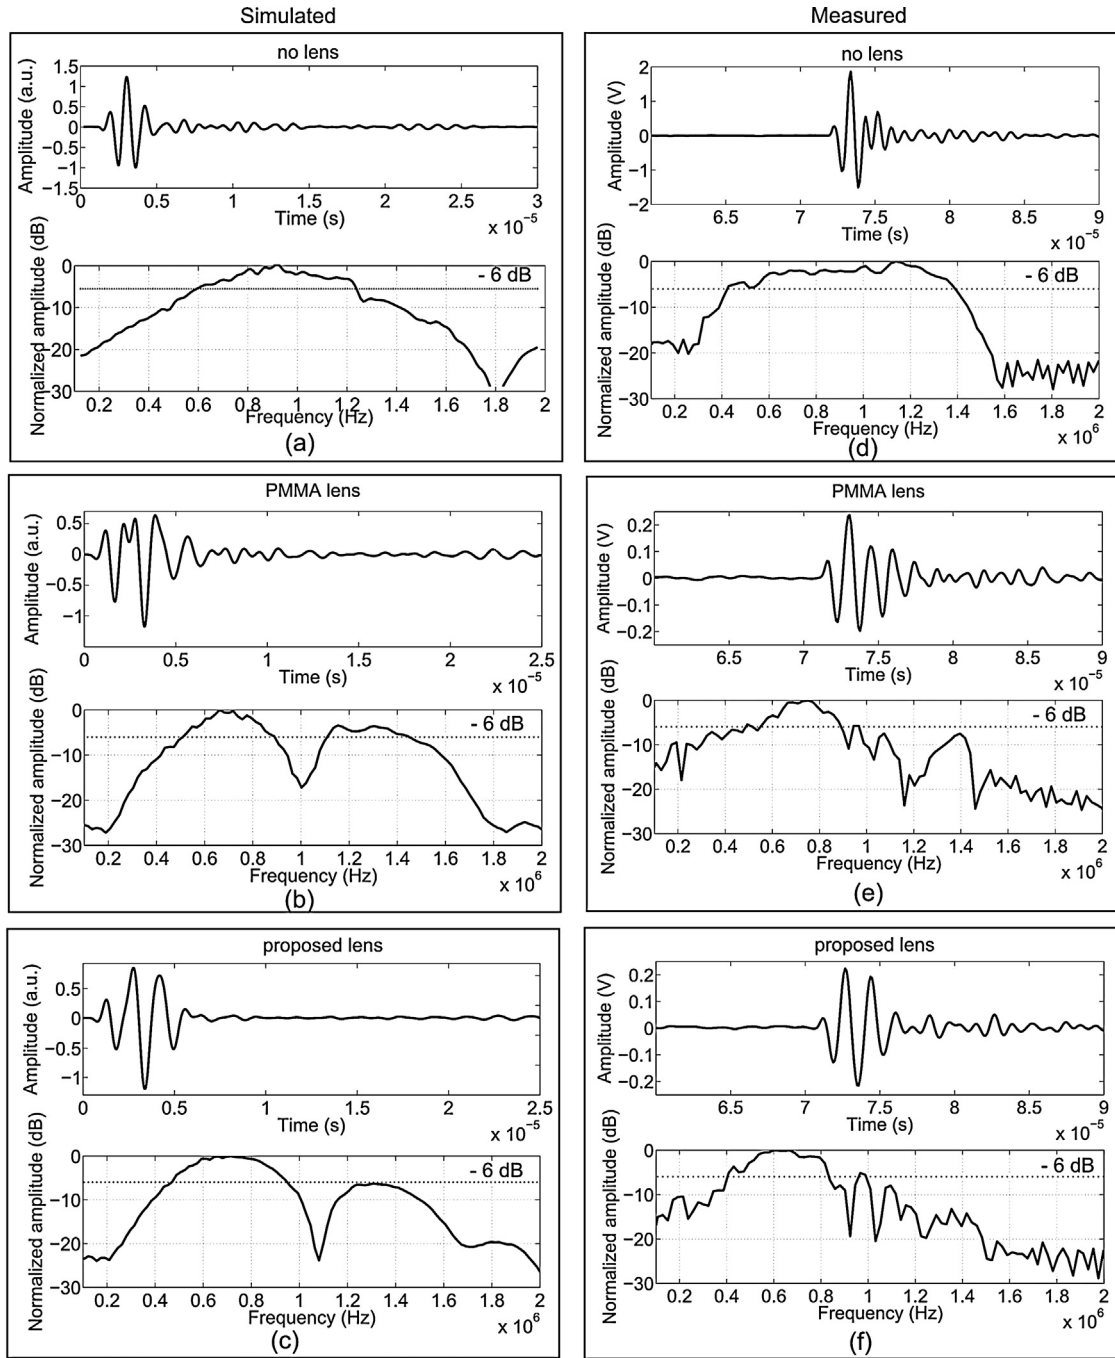 Simulated
Measured
no lens
Amplitude (a.u.)
1.5
1
0.5
0
−0.5
−1
−1.5
0 0.5 1 1.5 2 2.5 3
Time (s)
x 10⁻⁵
Normalized amplitude (dB)
0
−10
−20
−30
- 6 dB
0.2 0.4 0.6 0.8 1 1.2 1.4 1.6 1.8 2
Frequency (Hz)
(a)
no lens
Amplitude (V)
2
1
0
−1
−2
6.5 7 7.5 8 8.5 9
Time (s)
x 10⁻⁵
Normalized amplitude (dB)
0
−10
−20
−30
- 6 dB
0.2 0.4 0.6 0.8 1 1.2 1.4 1.6 1.8 2
Frequency (Hz)
x 10⁶
(d)
PMMA lens
Amplitude (a.u.)
0.5
0
−0.5
−1
0 0.5 1 1.5 2 2.5
Time (s)
x 10⁻⁵
Normalized amplitude (dB)
0
−10
−20
−30
- 6 dB
0.2 0.4 0.6 0.8 1 1.2 1.4 1.6 1.8 2
Frequency (Hz)
x 10⁶
(b)
PMMA lens
Amplitude (V)
0.2
0.1
0
−0.1
−0.2
6.5 7 7.5 8 8.5 9
Time (s)
x 10⁻⁵
Normalized amplitude (dB)
0
−10
−20
−30
- 6 dB
0.2 0.4 0.6 0.8 1 1.2 1.4 1.6 1.8 2
Frequency (Hz)
x 10⁶
(e)
proposed lens
Amplitude (a.u.)
0.5
0
−0.5
−1
0 0.5 1 1.5 2 2.5
Time (s)
x 10⁻⁵
Normalized amplitude (dB)
0
−10
−20
−30
- 6 dB
0.2 0.4 0.6 0.8 1 1.2 1.4 1.6 1.8 2
Frequency (Hz)
x 10⁶
(c)
proposed lens
Amplitude (V)
0.2
0.1
0
−0.1
−0.2
6.5 7 7.5 8 8.5 9
Time (s)
x 10⁻⁵
Normalized amplitude (dB)
0
−10
−20
−30
- 6 dB
0.2 0.4 0.6 0.8 1 1.2 1.4 1.6 1.8 2
Frequency (Hz)
x 10⁶
(f)